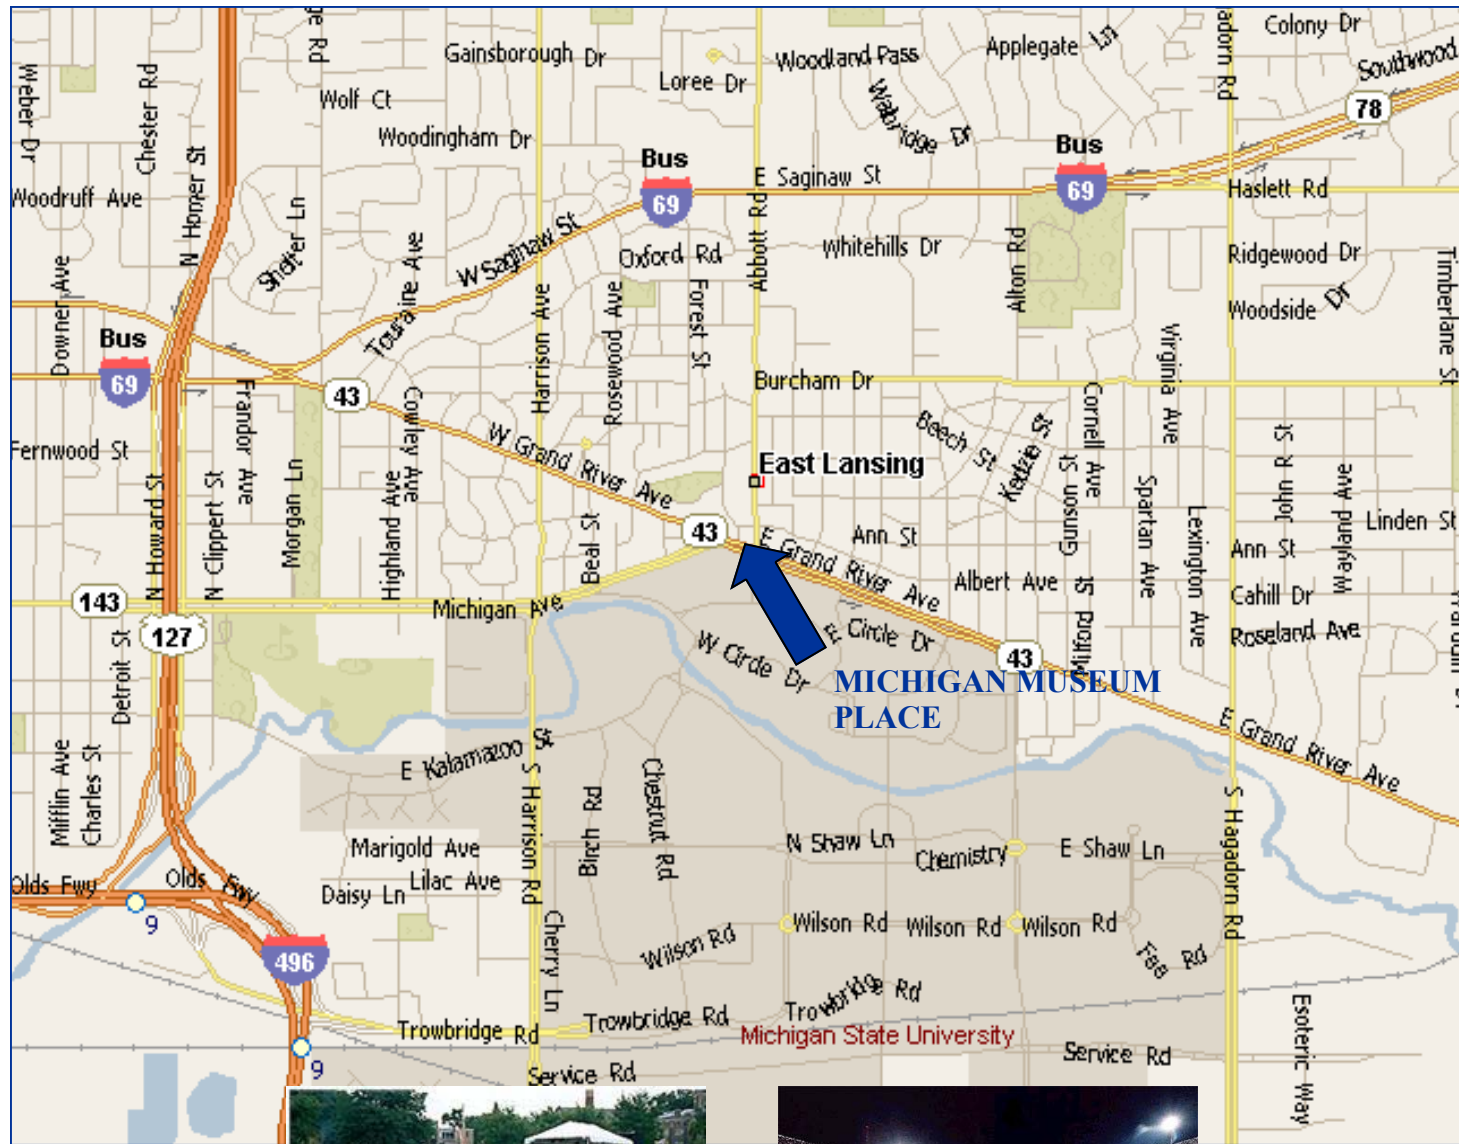 Gainsborough Dr
Loree Dr
Woodland Pass
Applegate Ln
adorn Rd
Colony Dr
Southwood
Weber Dr
Chester Rd
ge Rd
Wolf Ct
Woodingham Dr
Walbridge Dr
78
Bus
69
Bus
69
E Saginaw St
Haslett Rd
Woodruff Ave
N Homer St
Shoffer Ln
Touraine Ave
W Saginaw St
Oxford Rd
Abbott Rd
Whitehills Dr
Alton Rd
Ridgewood Dr
Woodside Dr
Timberlane St
Downer Ave
Bus
69
43
Harrison Ave
Rosewood Ave
Forest St
Burcham Dr
Virginia Ave
Cornell Ave
Fernwood St
Frandor Ave
Cowley Ave
W Grand River Ave
East Lansing
Beech St
Kedzie St
Gunson St
Spartan Ave
Lexington Ave
John R St
Wayland Ave
Linden St
N Howard St
N Clippert St
Morgan Ln
Highland Ave
Beal St
43
E Grand River Ave
Ann St
Albert Ave
Ann St
Cahill Dr
Roseland Ave
143
127
Michigan Ave
W Circle Dr
E Circle Dr
43
Milford St
MICHIGAN MUSEUM
PLACE
Detroit St
Mifflin Ave
Charles St
E Kalamazoo St
S Harrison Rd
Birch Rd
Chestnut Rd
E Grand River Ave
S Hagadorn Rd
Marigold Ave
Lilac Ave
Daisy Ln
N Shaw Ln
Chemistry
E Shaw Ln
Olds Fwy
Olds Fwy
9
496
Cherry Ln
Wilson Rd
Wilson Rd
Wilson Rd
Wilson Rd
Fee Rd
Trowbridge Rd
Trowbridge Rd
Trowbridge Rd
Michigan State University
9
Service Rd
Service Rd
Esoteric Way